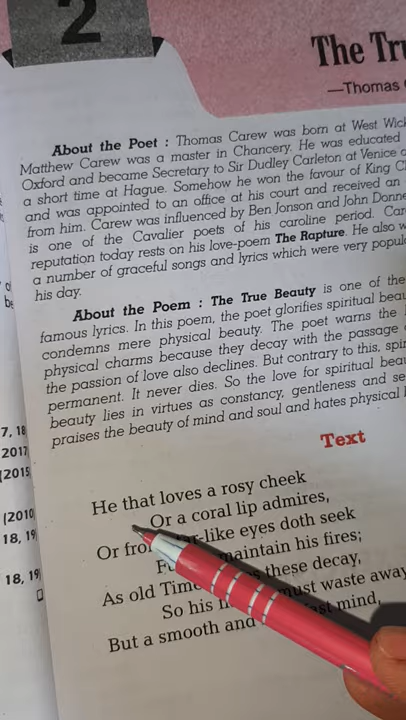 2
The Tru
—Thomas C
About the Poet : Thomas Carew was born at West Wick
Matthew Carew was a master in Chancery. He was educated
Oxford and became Secretary to Sir Dudley Carleton at Venice a
a short time at Hague. Somehow he won the favour of King C
and was appointed to an office at his court and received an
from him. Carew was influenced by Ben Jonson and John Donne
is one of the Cavalier poets of his caroline period. Car
reputation today rests on his love-poem The Rapture. He also w
a number of graceful songs and lyrics which were very popul
his day.
About the Poem : The True Beauty is one of the
famous lyrics. In this poem, the poet glorifies spiritual beau
condemns mere physical beauty. The poet warns the
physical charms because they decay with the passage
the passion of love also declines. But contrary to this, spir
permanent. It never dies. So the love for spiritual beau
beauty lies in virtues as constancy, gentleness and se
praises the beauty of mind and soul and hates physical
Text
He that loves a rosy cheek
Or a coral lip admires,
Or fro -like eyes doth seek
maintain his fires;
As old Time these decay,
So his must waste away
But a smooth and mind,
7, 18
2017
(2015
(2010
18, 19
18, 19